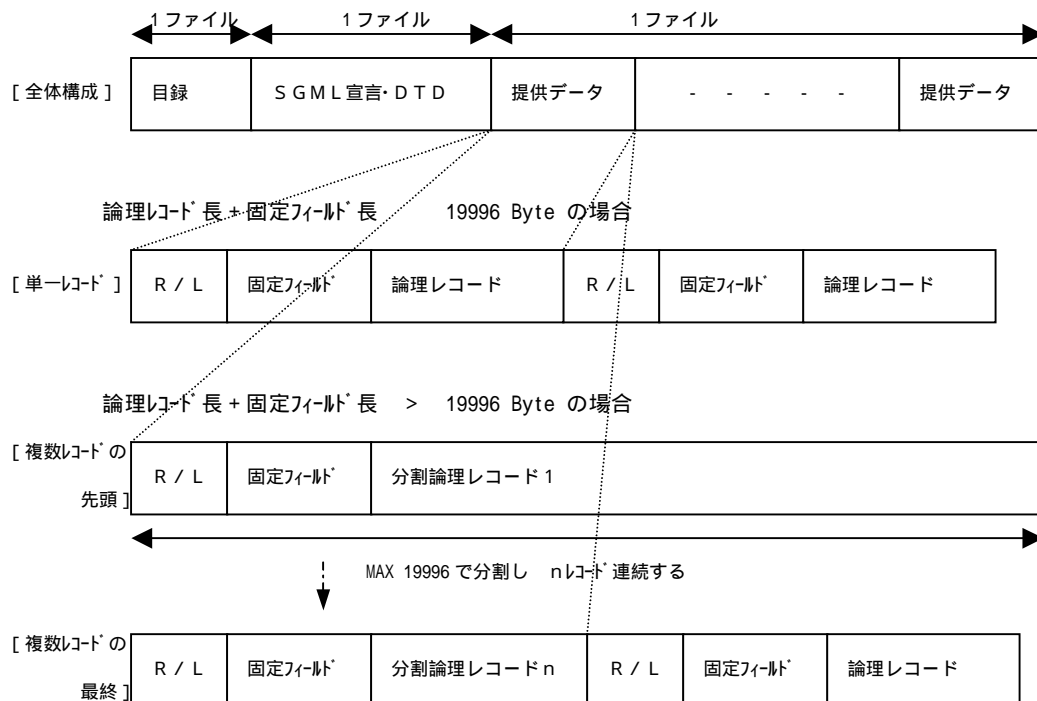 1ファイル 1ファイル 1ファイル
[全体構成] 目録 SGML宣言・DTD 提供データ - - - - - 提供データ
論理ﾚｺｰﾄﾞ長+固定ﾌｨｰﾙﾄﾞ長 19996 Byte の場合
[単一ﾚｺｰﾄﾞ] R/L 固定ﾌｨｰﾙﾄﾞ 論理レコード R/L 固定ﾌｨｰﾙﾄﾞ 論理レコード
論理ﾚｺｰﾄﾞ長+固定ﾌｨｰﾙﾄﾞ長 > 19996 Byte の場合
[複数ﾚｺｰﾄﾞの
先頭] R/L 固定ﾌｨｰﾙﾄﾞ 分割論理レコード1
MAX 19996で分割し nﾚｺｰﾄﾞ連続する
[複数ﾚｺｰﾄﾞの
最終] R/L 固定ﾌｨｰﾙﾄﾞ 分割論理レコードn R/L 固定ﾌｨｰﾙﾄﾞ 論理レコード